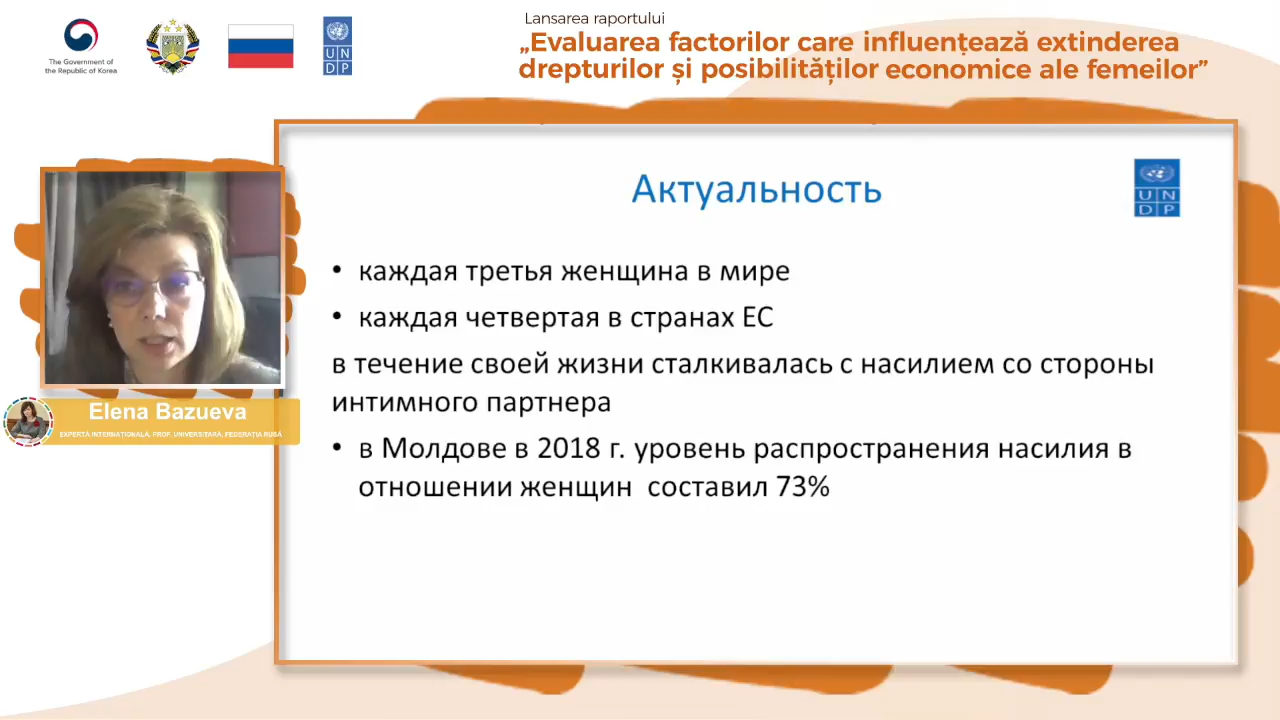 Lansarea raportului
„Evaluarea factorilor care influențează extinderea
drepturilor și posibilităților economice ale femeilor”
The Government of
the Republic of Korea
U N
D P
Актуальность
U N
D P
• каждая третья женщина в мире
• каждая четвертая в странах ЕС
в течение своей жизни сталкивалась с насилием со стороны
интимного партнера
• в Молдове в 2018 г. уровень распространения насилия в
отношении женщин составил 73%
Elena Bazueva
EXPERTĂ INTERNAȚIONALĂ, PROF. UNIVERSITARĂ, FEDERAȚIA RUSĂ